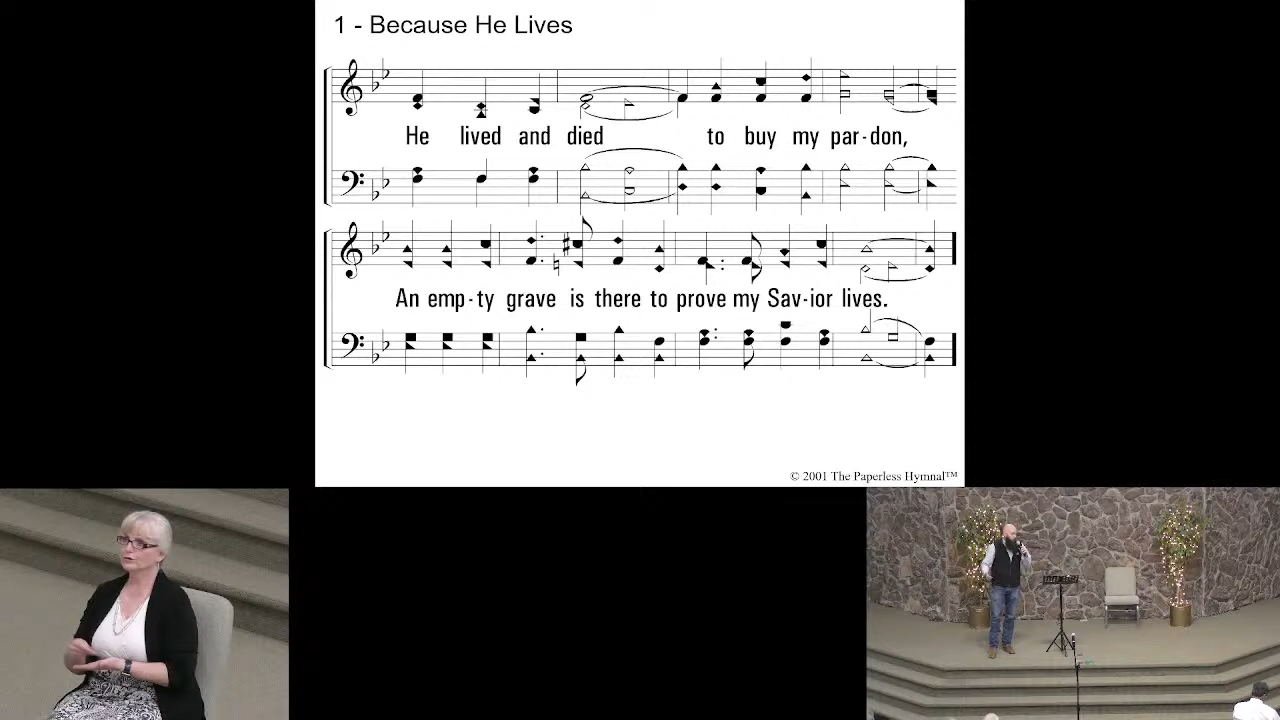 1 - Because He Lives
He lived and died to buy my par-don,
An emp-ty grave is there to prove my Sav-ior lives.
© 2001 The Paperless Hymnal™